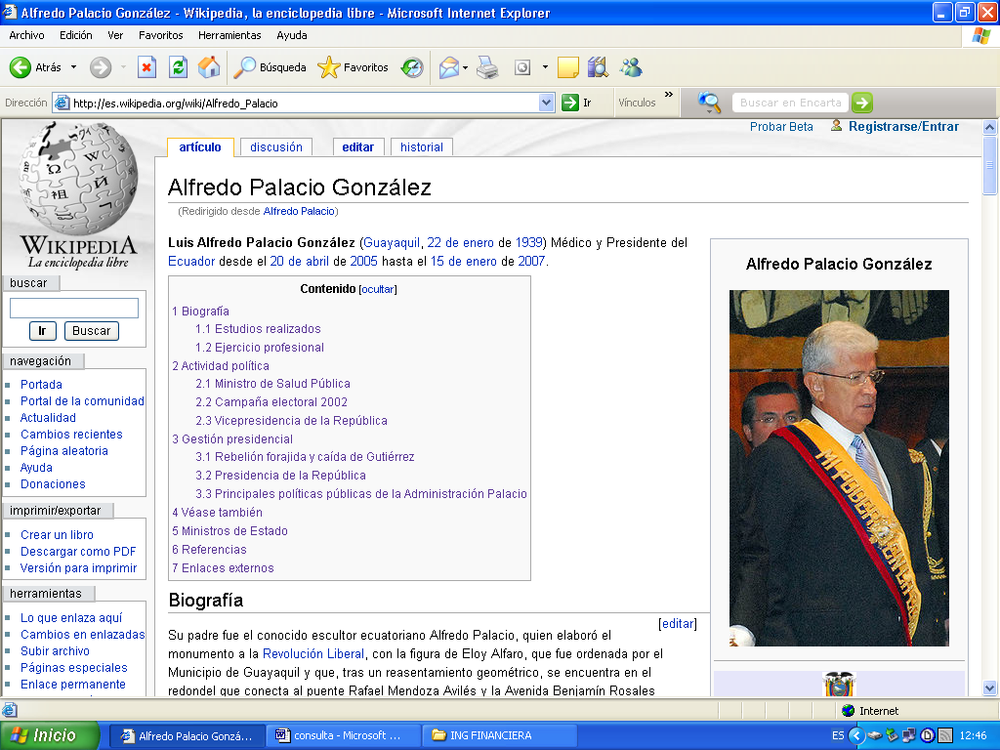 Alfredo Palacio González - Wikipedia, la enciclopedia libre - Microsoft Internet Explorer
Archivo Edición Ver Favoritos Herramientas Ayuda
Atrás Búsqueda Favoritos
Dirección http://es.wikipedia.org/wiki/Alfredo_Palacio Ir Vínculos » Buscar en Encarta
Probar Beta Registrarse/Entrar
artículo discusión editar historial
WIKIPEDIA
La enciclopedia libre
buscar
Ir Buscar
navegación
Portada
Portal de la comunidad
Actualidad
Cambios recientes
Página aleatoria
Ayuda
Donaciones
imprimir/exportar
Crear un libro
Descargar como PDF
Versión para imprimir
herramientas
Lo que enlaza aquí
Cambios en enlazadas
Subir archivo
Páginas especiales
Enlace permanente
Alfredo Palacio González
(Redirigido desde Alfredo Palacio)
Luis Alfredo Palacio González (Guayaquil, 22 de enero de 1939) Médico y Presidente del
Ecuador desde el 20 de abril de 2005 hasta el 15 de enero de 2007.
Contenido [ocultar]
1 Biografía
1.1 Estudios realizados
1.2 Ejercicio profesional
2 Actividad política
2.1 Ministro de Salud Pública
2.2 Campaña electoral 2002
2.3 Vicepresidencia de la República
3 Gestión presidencial
3.1 Rebelión forajida y caída de Gutiérrez
3.2 Presidencia de la República
3.3 Principales políticas públicas de la Administración Palacio
4 Véase también
5 Ministros de Estado
6 Referencias
7 Enlaces externos
Biografía
[editar]
Su padre fue el conocido escultor ecuatoriano Alfredo Palacio, quien elaboró el
monumento a la Revolución Liberal, con la figura de Eloy Alfaro, que fue ordenada por el
Municipio de Guayaquil y que, tras un reasentamiento geométrico, se encuentra en el
redondel que conecta al puente Rafael Mendoza Avilés y la Avenida Benjamín Rosales
Alfredo Palacio González
MI PODER EN LA
Internet
Inicio Alfredo Palacio Gonzá... consulta - Microsoft ... ING FINANCIERA ES 12:46